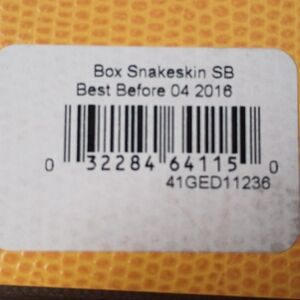 Box Snakeskin SB
Best Before 04 2016
0 32284 64115 0
41GED11236